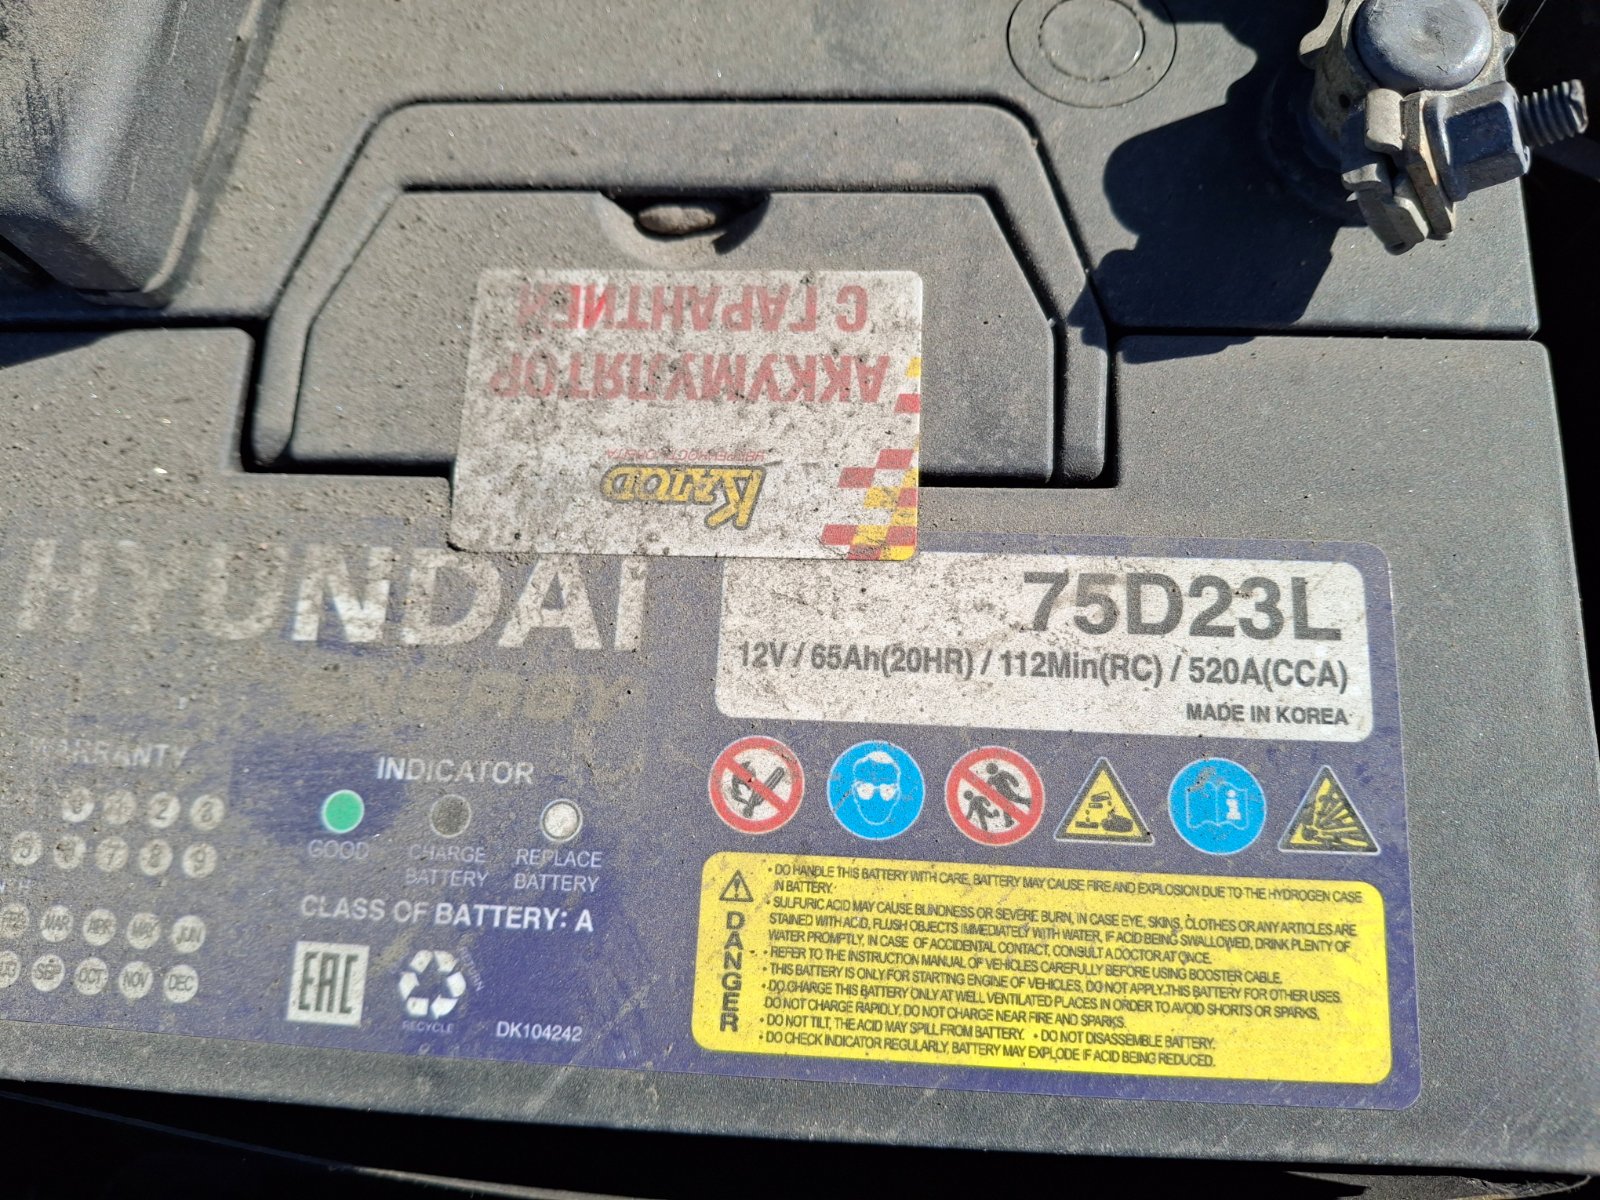 С ГАРАНТИЕЙ
АККУМУЛЯТОР
КатоD
HYUNDAI
75D23L
12V / 65Ah(20HR) / 112Min(RC) / 520A(CCA)
MADE IN KOREA
WARRANTY
INDICATOR
GOOD
CHARGE
BATTERY
REPLACE
BATTERY
7 8 9
CLASS OF BATTERY: A
FEB MAR APR MAY JUN
SEP OCT NOV DEC
EAC
RECYCLE
DK104242
DANGER
• DO HANDLE THIS BATTERY WITH CARE, BATTERY MAY CAUSE FIRE AND EXPLOSION DUE TO THE HYDROGEN CASE
IN BATTERY.
• SULFURIC ACID MAY CAUSE BLINDNESS OR SEVERE BURN, IN CASE EYE, SKINS, CLOTHES OR ANY ARTICLES ARE
STAINED WITH ACID, FLUSH OBJECTS IMMEDIATELY WITH WATER, IF ACID BEING SWALLOWED, DRINK PLENTY OF
WATER PROMPTLY, IN CASE OF ACCIDENTAL CONTACT, CONSULT A DOCTOR AT ONCE.
• REFER TO THE INSTRUCTION MANUAL OF VEHICLES CAREFULLY BEFORE USING BOOSTER CABLE.
• THIS BATTERY IS ONLY FOR STARTING ENGINE OF VEHICLES, DO NOT APPLY THIS BATTERY FOR OTHER USES.
• DO CHARGE THIS BATTERY ONLY AT WELL VENTILATED PLACES IN ORDER TO AVOID SHORTS OR SPARKS,
DO NOT CHARGE RAPIDLY, DO NOT CHARGE NEAR FIRE AND SPARKS.
• DO NOT TILT, THE ACID MAY SPILL FROM BATTERY. • DO NOT DISASSEMBLE BATTERY.
• DO CHECK INDICATOR REGULARLY, BATTERY MAY EXPLODE IF ACID BEING REDUCED.